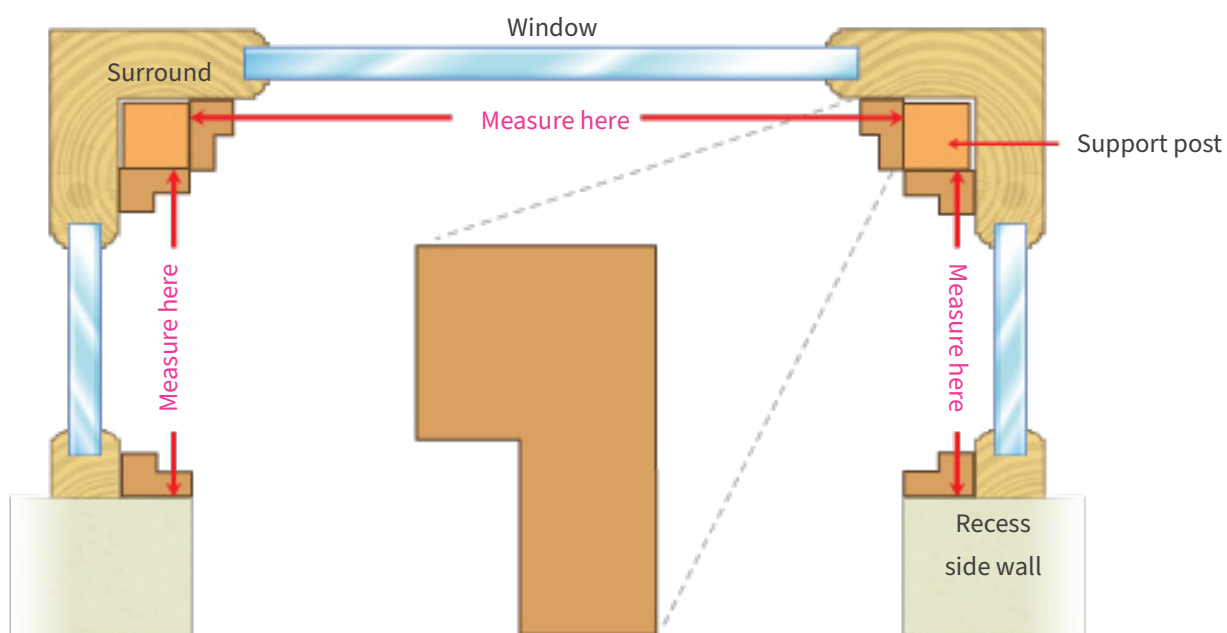 Window
Surround
Measure here
Support post
Measure here
Measure here
Recess
side wall